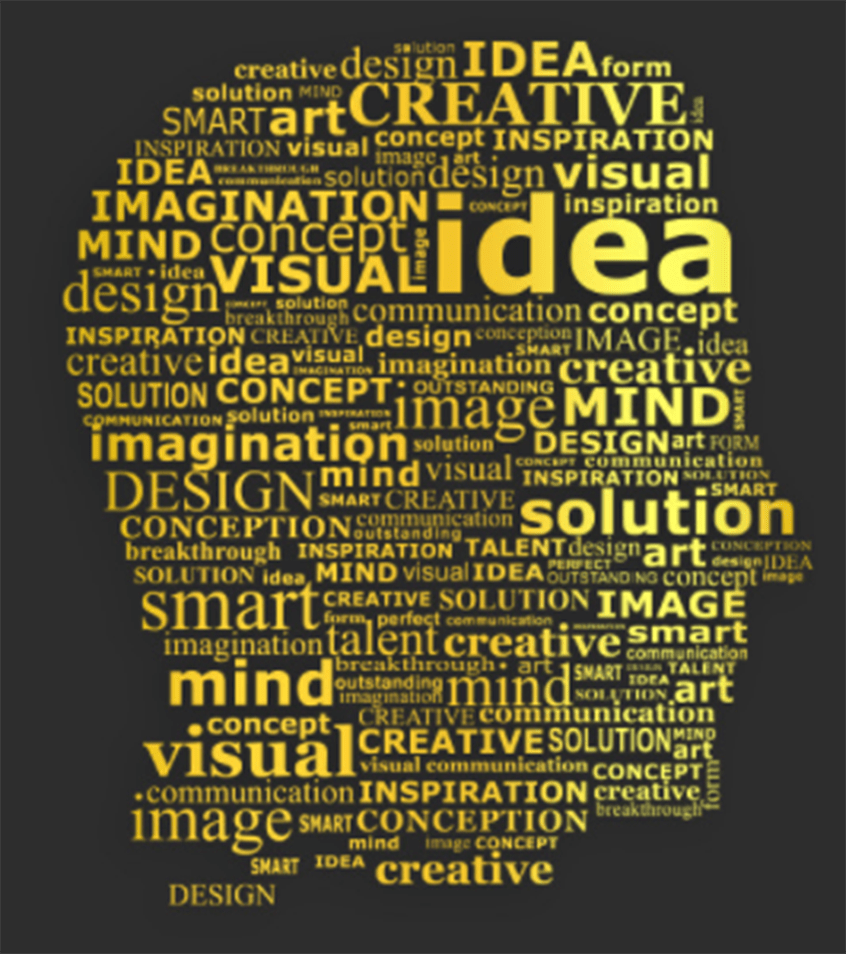 solution
creative design IDEA form
solution MIND CREATIVE idea
SMART art
INSPIRATION visual concept INSPIRATION
image art
IDEA BREAKTHROUGH communication solution design visual
IMAGINATION CONCEPT inspiration
MIND concept image idea
SMART • idea VISUAL
design CONCEPT solution
breakthrough communication concept
INSPIRATION CREATIVE design conception IMAGE idea
SMART
creative idea visual IMAGINATION imagination creative
SOLUTION CONCEPT • OUTSTANDING
COMMUNICATION solution INSPIRATION smart image MIND SMART
imagination solution DESIGN art FORM
DESIGN mind visual CONCEPT communication
INSPIRATION SOLUTION
SMART CREATIVE SMART
CONCEPTION communication outstanding solution
breakthrough INSPIRATION TALENT design art CONCEPTION
design IDEA
SOLUTION idea MIND visual IDEA PERFECT OUTSTANDING concept image
smart CREATIVE SOLUTION IMAGE
form perfect communication
imagination talent creative smart
communication
mind breakthrough • art SMART TALENT
outstanding IDEA
imagination mind SOLUTION art
concept CREATIVE communication
visual CREATIVE SOLUTION MIND art
visual communication CONCEPT form
•communication INSPIRATION creative
image SMART CONCEPTION breakthrough
mind image CONCEPT
SMART IDEA creative
DESIGN